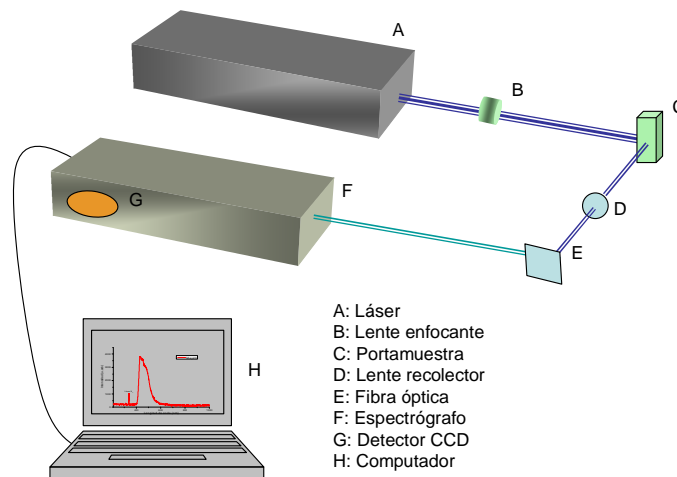 A
B
C
G
F
D
E
H
A: Láser
B: Lente enfocante
C: Portamuestra
D: Lente recolector
E: Fibra óptica
F: Espectrógrafo
G: Detector CCD
H: Computador